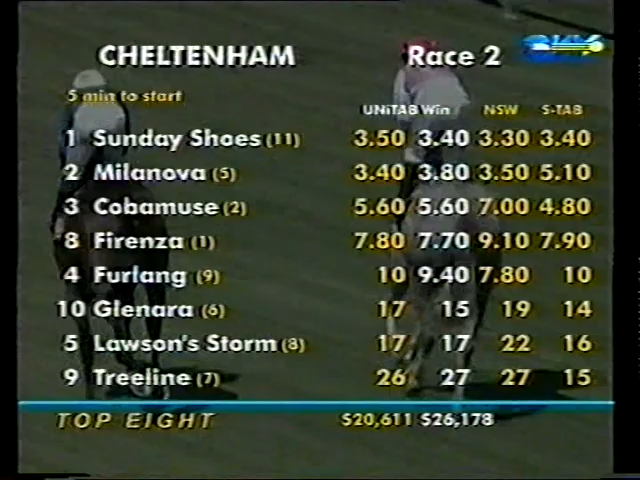 CHELTENHAM Race 2 SKY
5 min to start
UNiTAB Win NSW S-TAB
1 Sunday Shoes (11) 3.50 3.40 3.30 3.40
2 Milanova (5) 3.40 3.80 3.50 5.10
3 Cobamuse (2) 5.60 5.60 7.00 4.80
8 Firenza (1) 7.80 7.70 9.10 7.90
4 Furlang (9) 10 9.40 7.80 10
10 Glenara (6) 17 15 19 14
5 Lawson's Storm (8) 17 17 22 16
9 Treeline (7) 26 27 27 15
TOP EIGHT $20,611 $26,178